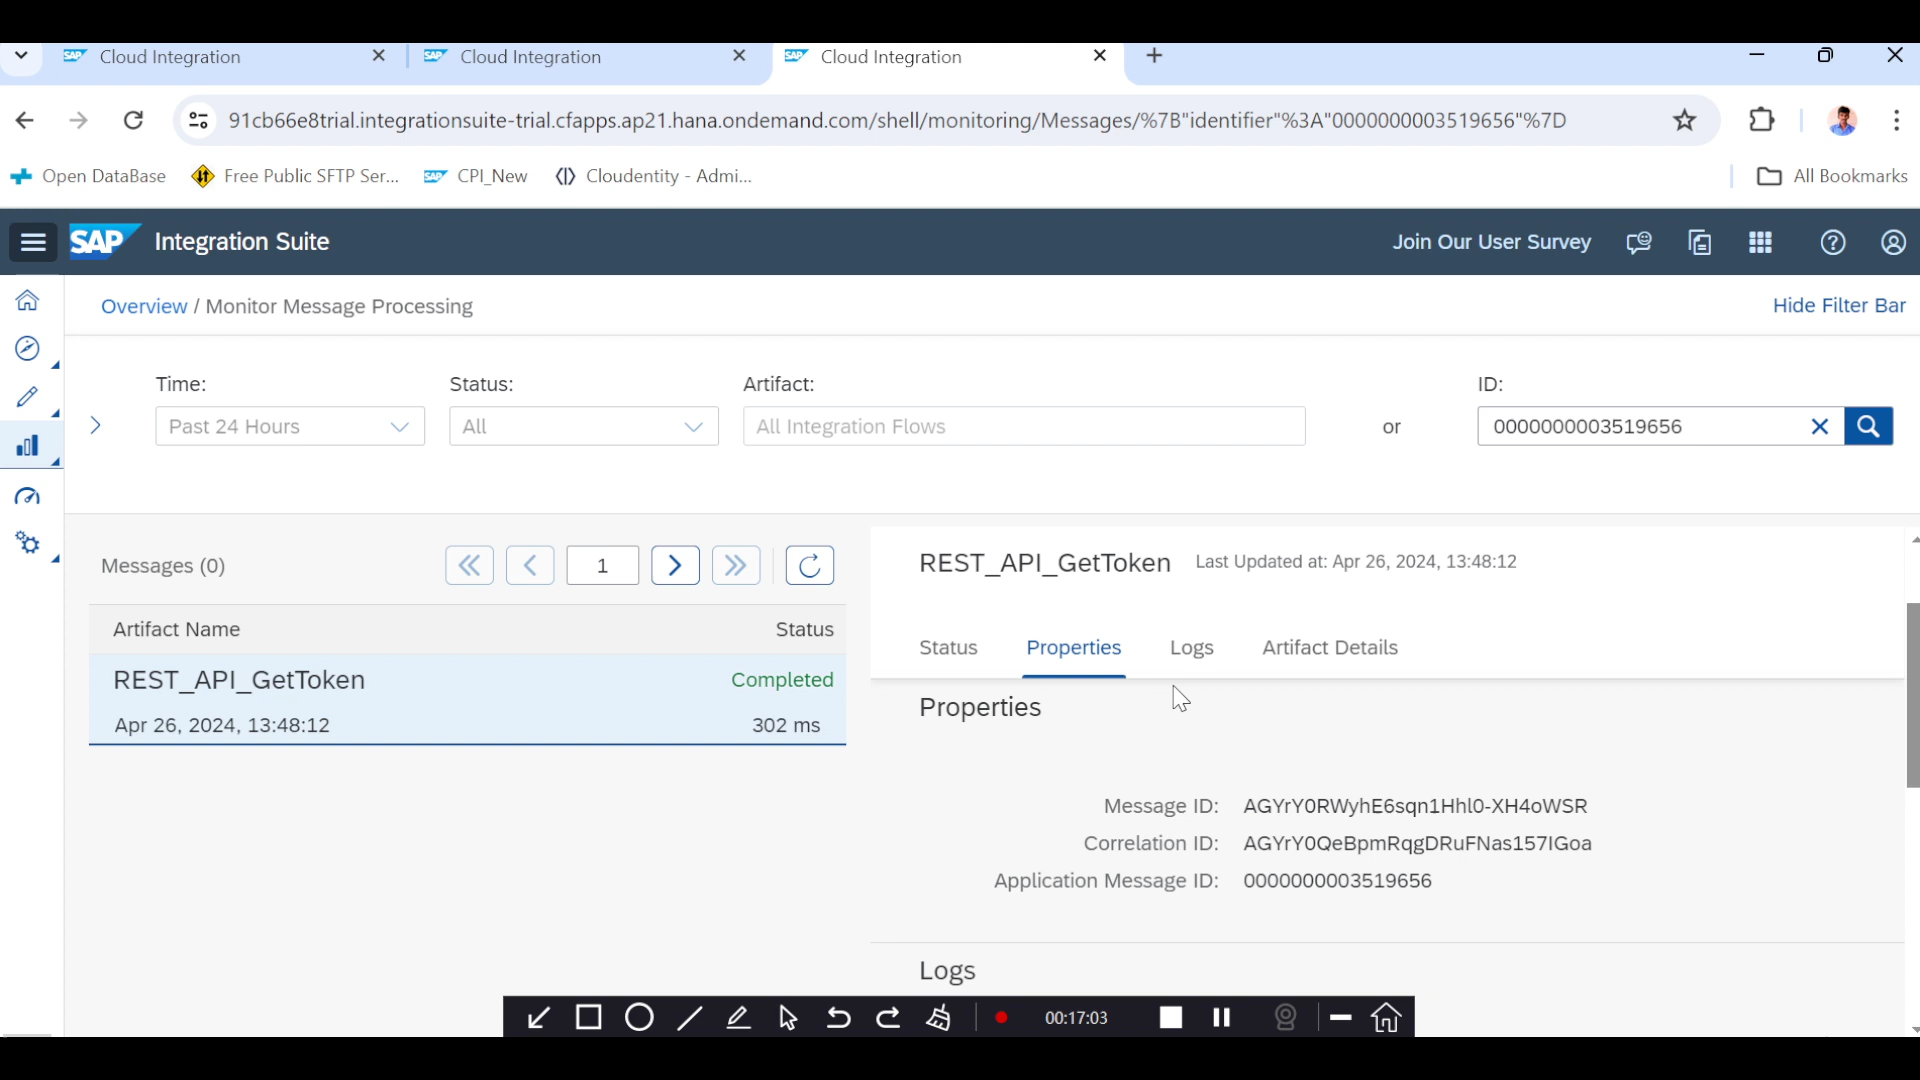 SAP Cloud Integration SAP Cloud Integration SAP Cloud Integration
91cb66e8trial.integrationsuite-trial.cfapps.ap21.hana.ondemand.com/shell/monitoring/Messages/%7B"identifier"%3A"0000000003519656"%7D
Open DataBase Free Public SFTP Ser... SAP CPI_New Cloudentity - Admi... All Bookmarks
SAP Integration Suite Join Our User Survey
Overview / Monitor Message Processing Hide Filter Bar
Time: Status: Artifact: ID:
Past 24 Hours All All Integration Flows or 0000000003519656
Messages (0) 1
REST_API_GetToken Last Updated at: Apr 26, 2024, 13:48:12
Artifact Name Status
Status Properties Logs Artifact Details
REST_API_GetToken Completed
Apr 26, 2024, 13:48:12 302 ms
Properties
Message ID: AGYrY0RWyhE6sqn1Hhl0-XH4oWSR
Correlation ID: AGYrY0QeBpmRqgDRuFNas157IGoa
Application Message ID: 0000000003519656
Logs
00:17:03